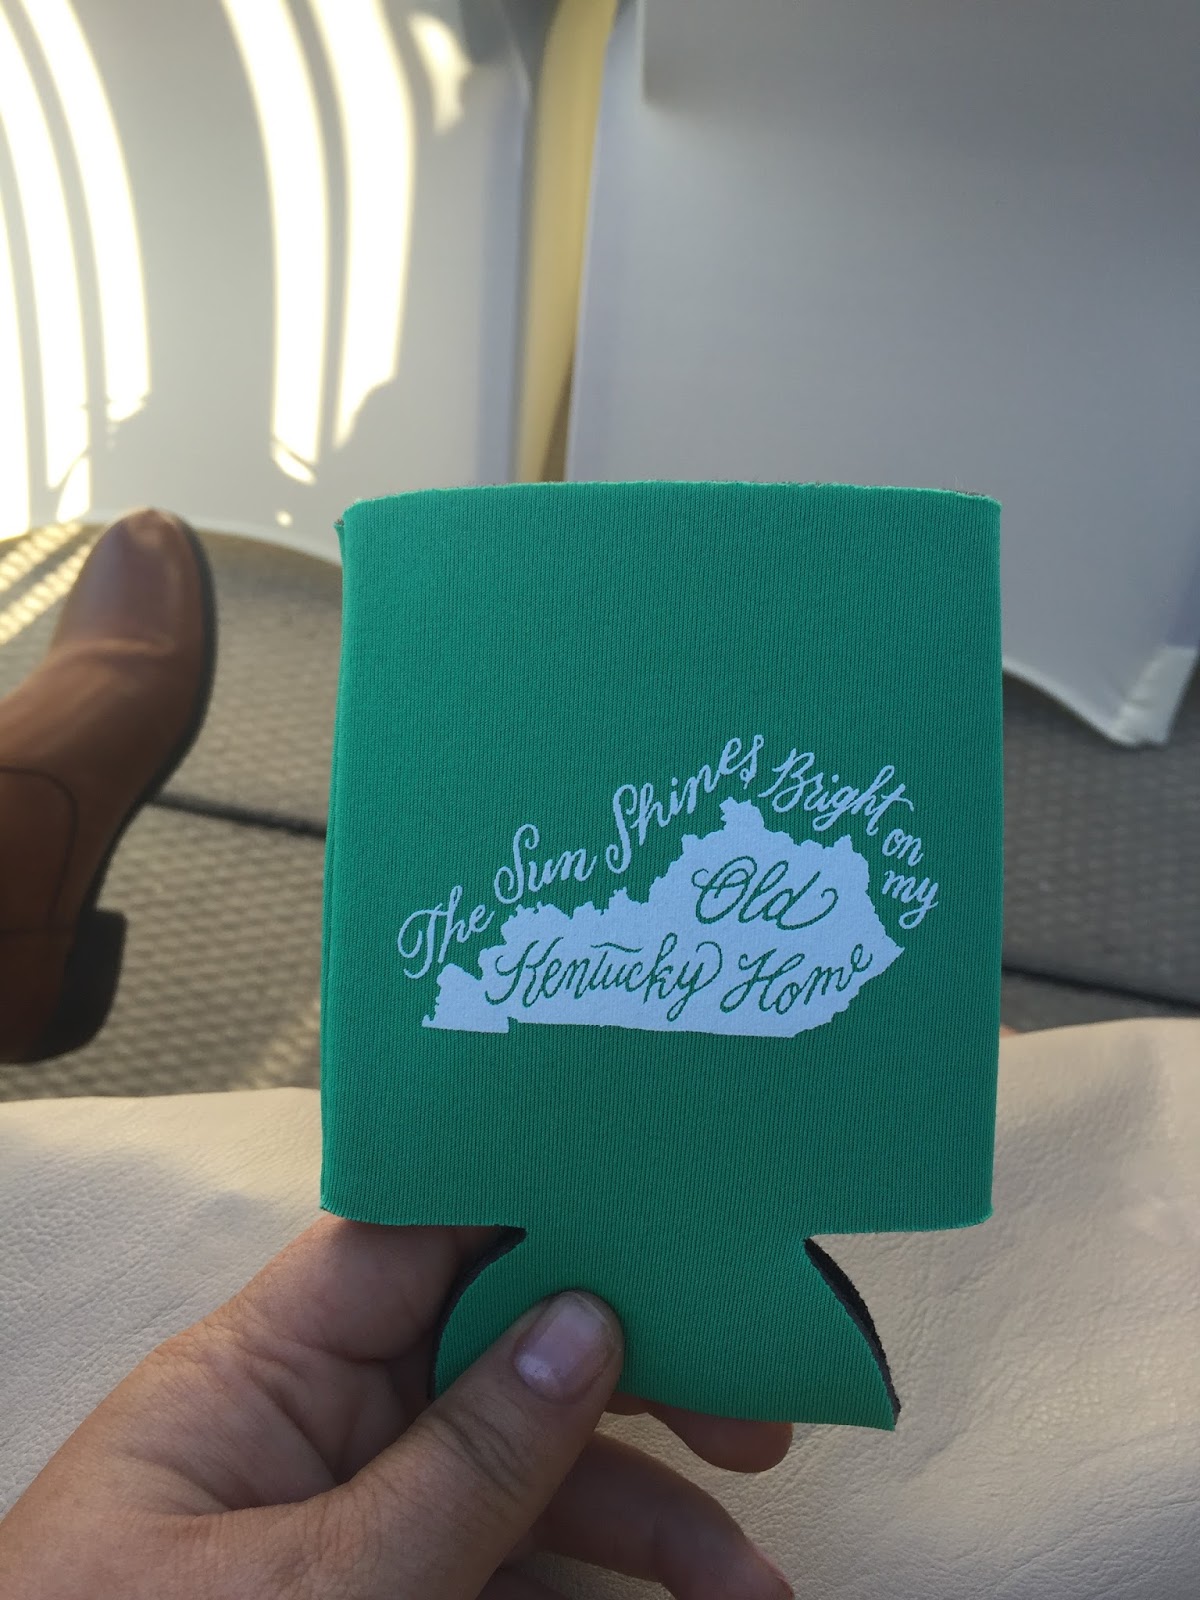 The Sun Shines Bright on my
Old
Kentucky Home